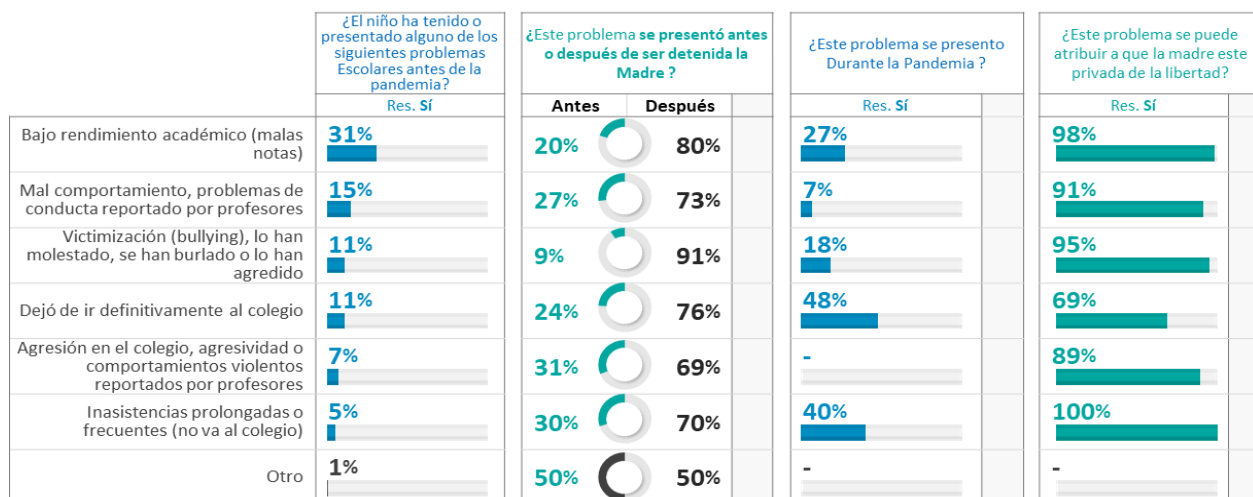 ¿El niño ha tenido o
presentado alguno de los
siguientes problemas
Escolares antes de la
pandemia?
¿Este problema se presentó antes
o después de ser detenida la
Madre ?
¿Este problema se presento
Durante la Pandemia ?
¿Este problema se puede
atribuir a que la madre este
privada de la libertad?
Res. Sí
Antes
Después
Res. Sí
Res. Sí
Bajo rendimiento académico (malas
notas)
31%
20%
80%
27%
98%
Mal comportamiento, problemas de
conducta reportado por profesores
15%
27%
73%
7%
91%
Victimización (bullying), lo han
molestado, se han burlado o lo han
agredido
11%
9%
91%
18%
95%
Dejó de ir definitivamente al colegio
11%
24%
76%
48%
69%
Agresión en el colegio, agresividad o
comportamientos violentos
reportados por profesores
7%
31%
69%
-
89%
Inasistencias prolongadas o
frecuentes (no va al colegio)
5%
30%
70%
40%
100%
Otro
1%
50%
50%
-
-